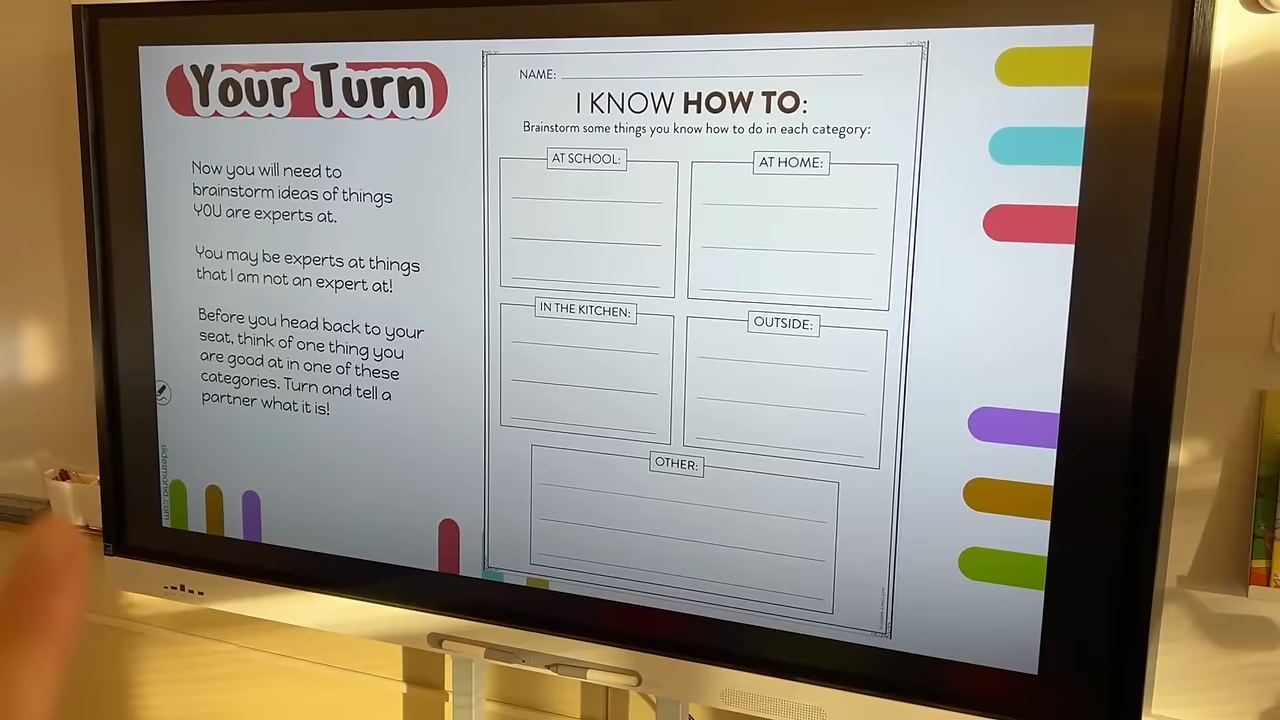 Your Turn
Now you will need to
brainstorm ideas of things
YOU are experts at.
You may be experts at things
that I am not an expert at!
Before you head back to your
seat, think of one thing you
are good at in one of these
categories. Turn and tell a
partner what it is!
slidesmania.com
NAME:
I KNOW HOW TO:
Brainstorm some things you know how to do in each category:
AT SCHOOL:
AT HOME:
IN THE KITCHEN:
OUTSIDE:
OTHER: